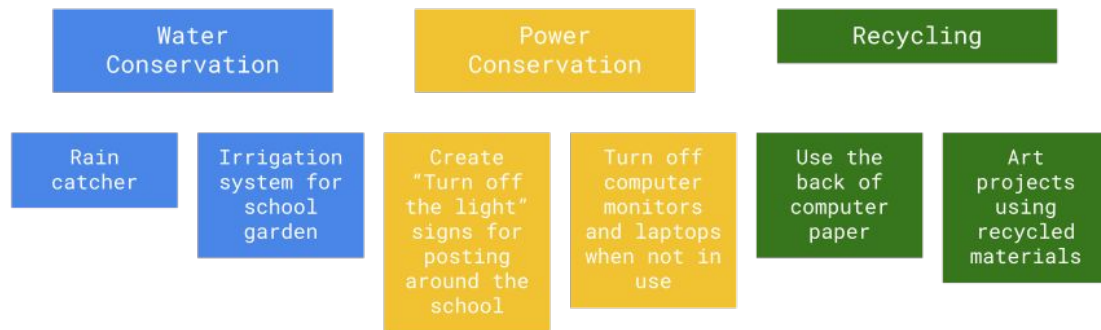 Water
Conservation
Power
Conservation
Recycling
Rain
catcher
Irrigation
system for
school
garden
Create
“Turn off
the light”
signs for
posting
around the
school
Turn off
computer
monitors
and laptops
when not in
use
Use the
back of
computer
paper
Art
projects
using
recycled
materials